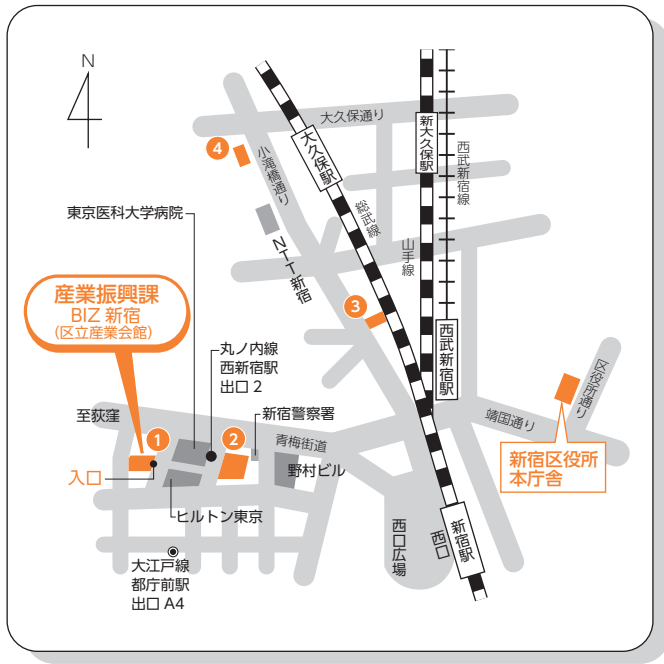 N
大久保通り
4
小滝橋通り
大久保駅
新大久保駅
西武新宿線
東京医科大学病院
総武線
山手線
NTT新宿
産業振興課
BIZ 新宿
(区立産業会館)
3
西武新宿駅
丸ノ内線
西新宿駅
出口 2
区役所通り
至荻窪
新宿警察署
靖国通り
1
2
青梅街道
野村ビル
入口
新宿区役所
本庁舎
ヒルトン東京
西口広場
西口
新宿駅
大江戸線
都庁前駅
出口 A4